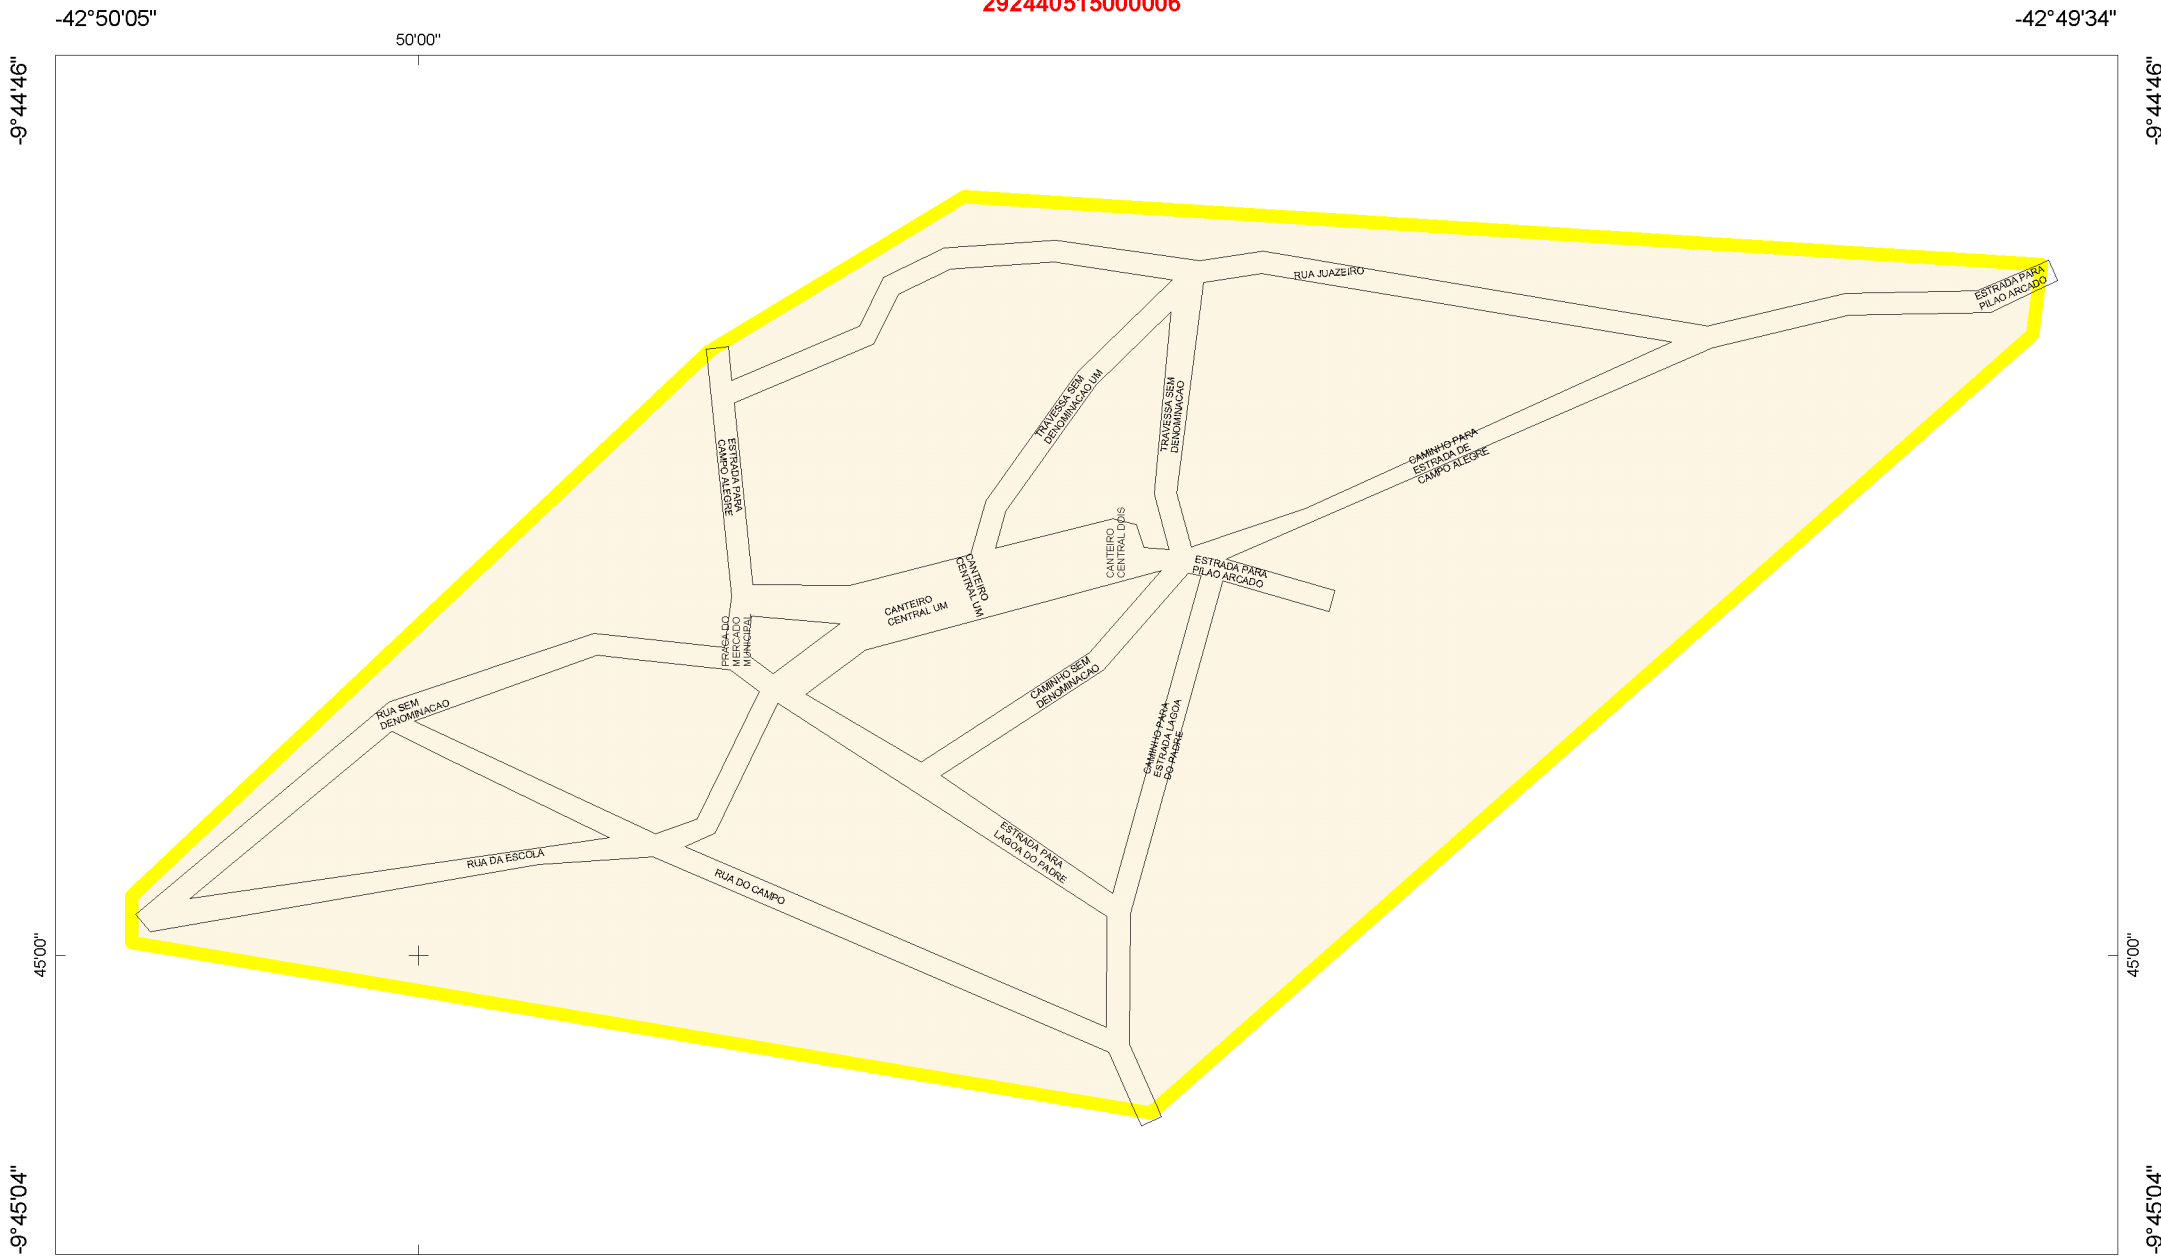 292440515000006
-42°50'05"
-42°49'34"
50'00"
-9°44'46"
-9°44'46"
RUA JUAZEIRO
ESTRADA PARA
PILAO ARCADO
TRAVESSA SEM
DENOMINACAO UM
TRAVESSA SEM
DENOMINACAO
ESTRADA PARA
CAMPO ALEGRE
CAMINHO PARA
ESTRADA DE
CAMPO ALEGRE
CANTEIRO
CENTRAL DOIS
CANTEIRO
CENTRAL UM
ESTRADA PARA
PILAO ARCADO
CANTEIRO
CENTRAL UM
PRACA DO
MERCADO
MUNICIPAL
CAMINHO SEM
DENOMINACAO
RUA SEM
DENOMINACAO
CAMINHO PARA
ESTRADA LAGOA
DO PADRE
ESTRADA PARA
LAGOA DO PADRE
RUA DA ESCOLA
RUA DO CAMPO
45'00"
45'00"
-9°45'04"
-9°45'04"